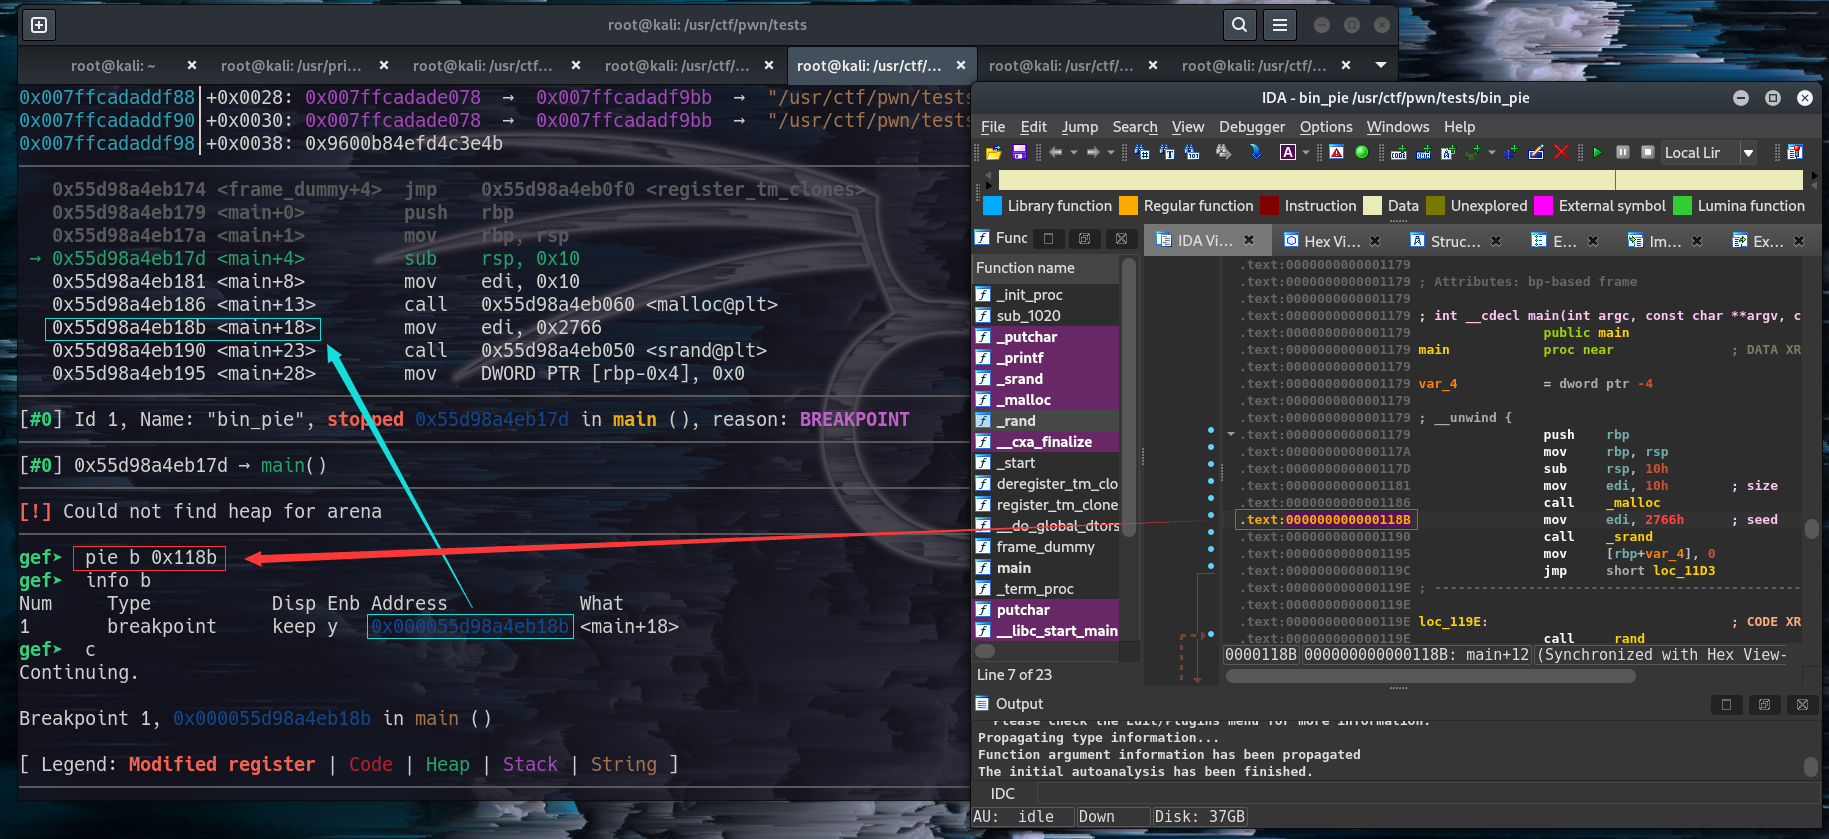 root@kali: /usr/ctf/pwn/tests
root@kali: ~ × root@kali: /usr/pri... × root@kali: /usr/ctf... × root@kali: /usr/ctf/... × root@kali: /usr/ctf/... × root@kali: /usr/ctf/... × root@kali: /usr/ctf/... ×
0x007ffcadaddf88│+0x0028: 0x007ffcadade078 → 0x007ffcadadf9bb → "/usr/ctf/pwn/tests
0x007ffcadaddf90│+0x0030: 0x007ffcadade078 → 0x007ffcadadf9bb → "/usr/ctf/pwn/tests
0x007ffcadaddf98│+0x0038: 0x9600b84efd4c3e4b
0x55d98a4eb174 <frame_dummy+4> jmp 0x55d98a4eb0f0 <register_tm_clones>
0x55d98a4eb179 <main+0> push rbp
0x55d98a4eb17a <main+1> mov rbp, rsp
→ 0x55d98a4eb17d <main+4> sub rsp, 0x10
0x55d98a4eb181 <main+8> mov edi, 0x10
0x55d98a4eb186 <main+13> call 0x55d98a4eb060 <malloc@plt>
0x55d98a4eb18b <main+18> mov edi, 0x2766
0x55d98a4eb190 <main+23> call 0x55d98a4eb050 <srand@plt>
0x55d98a4eb195 <main+28> mov DWORD PTR [rbp-0x4], 0x0
[#0] Id 1, Name: "bin_pie", stopped 0x55d98a4eb17d in main (), reason: BREAKPOINT
[#0] 0x55d98a4eb17d → main()
[!] Could not find heap for arena
gef➤ pie b 0x118b
gef➤ info b
Num Type Disp Enb Address What
1 breakpoint keep y 0x000055d98a4eb18b <main+18>
gef➤ c
Continuing.
Breakpoint 1, 0x000055d98a4eb18b in main ()
[ Legend: Modified register | Code | Heap | Stack | String ]
IDA - bin_pie /usr/ctf/pwn/tests/bin_pie
File Edit Jump Search View Debugger Options Windows Help
Local Lir
Library function Regular function Instruction Data Unexplored External symbol Lumina function
Func
IDA Vi... Hex Vi... Struc... E... Im... Ex...
Function name
_init_proc
sub_1020
_putchar
_printf
_srand
_malloc
_rand
__cxa_finalize
_start
deregister_tm_clo
register_tm_clone
__do_global_dtors
frame_dummy
main
_term_proc
putchar
__libc_start_main
Line 7 of 23
.text:0000000000001179
.text:0000000000001179 ; Attributes: bp-based frame
.text:0000000000001179
.text:0000000000001179 ; int __cdecl main(int argc, const char **argv, c
.text:0000000000001179 public main
.text:0000000000001179 main proc near ; DATA XR
.text:0000000000001179
.text:0000000000001179 var_4 = dword ptr -4
.text:0000000000001179
.text:0000000000001179 ; __unwind {
.text:0000000000001179 push rbp
.text:000000000000117A mov rbp, rsp
.text:000000000000117D sub rsp, 10h
.text:0000000000001181 mov edi, 10h ; size
.text:0000000000001186 call _malloc
.text:000000000000118B mov edi, 2766h ; seed
.text:0000000000001190 call _srand
.text:0000000000001195 mov [rbp+var_4], 0
.text:000000000000119C jmp short loc_11D3
.text:000000000000119E ; ---------------------------------------------
.text:000000000000119E
.text:000000000000119E loc_119E: ; CODE XR
.text:000000000000119E call _rand
0000118B 000000000000118B: main+12 (Synchronized with Hex View-
Output
Please check the Edit/Plugins menu for more information.
Propagating type information...
Function argument information has been propagated
The initial autoanalysis has been finished.
IDC
AU: idle Down Disk: 37GB